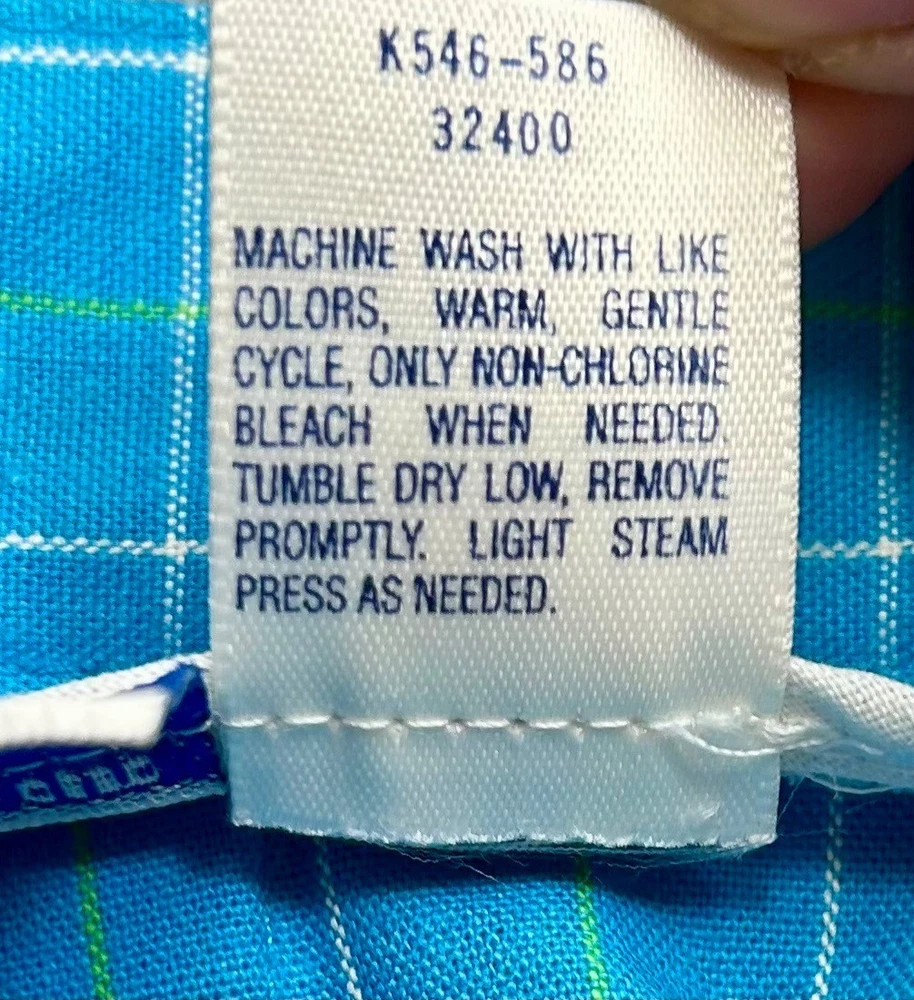 K546-586
32400
MACHINE WASH WITH LIKE
COLORS, WARM, GENTLE
CYCLE, ONLY NON-CHLORINE
BLEACH WHEN NEEDED.
TUMBLE DRY LOW, REMOVE
PROMPTLY. LIGHT STEAM
PRESS AS NEEDED.